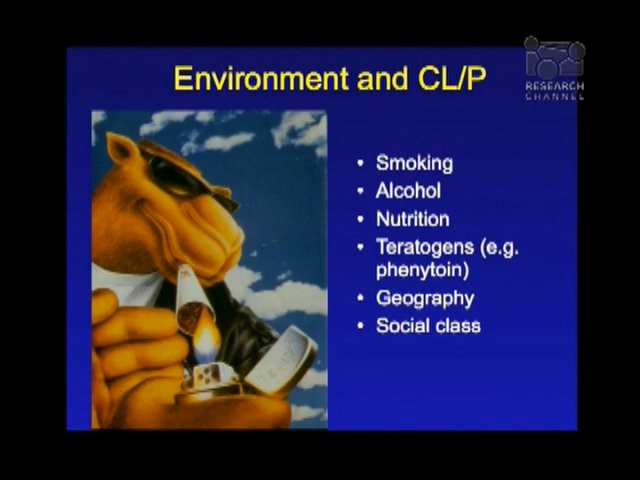 RESEARCH
CHANNEL
Environment and CL/P
• Smoking
• Alcohol
• Nutrition
• Teratogens (e.g.
phenytoin)
• Geography
• Social class